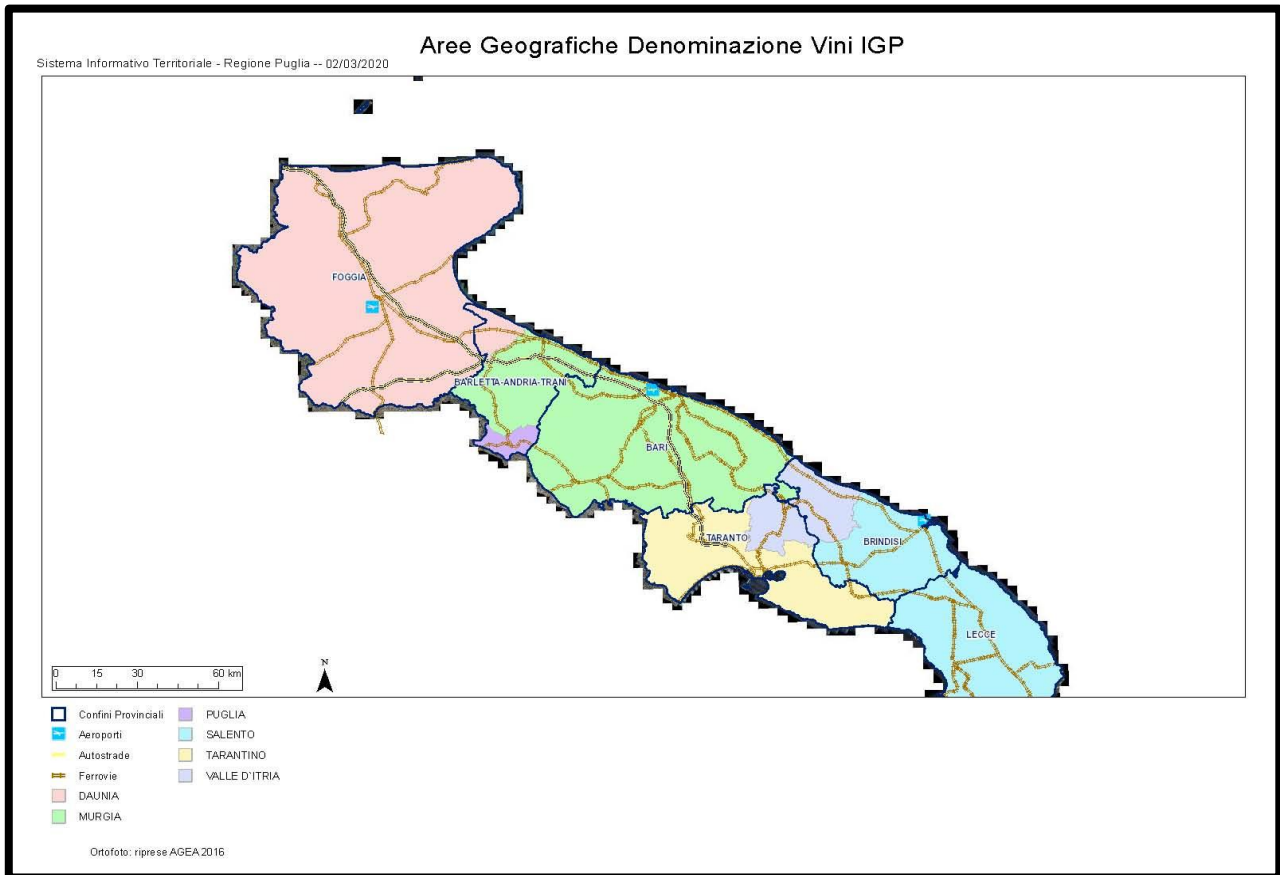 Aree Geografiche Denominazione Vini IGP
Sistema Informativo Territoriale - Regione Puglia -- 02/03/2020
FOGGIA
BARLETTA-ANDRIA-TRANI
BARI
TARANTO
BRINDISI
LECCE
0 15 30 60 km
N
Confini Provinciali
Aeroporti
Autostrade
Ferrovie
DAUNIA
MURGIA
PUGLIA
SALENTO
TARANTINO
VALLE D'ITRIA
Ortofoto: riprese AGEA 2016